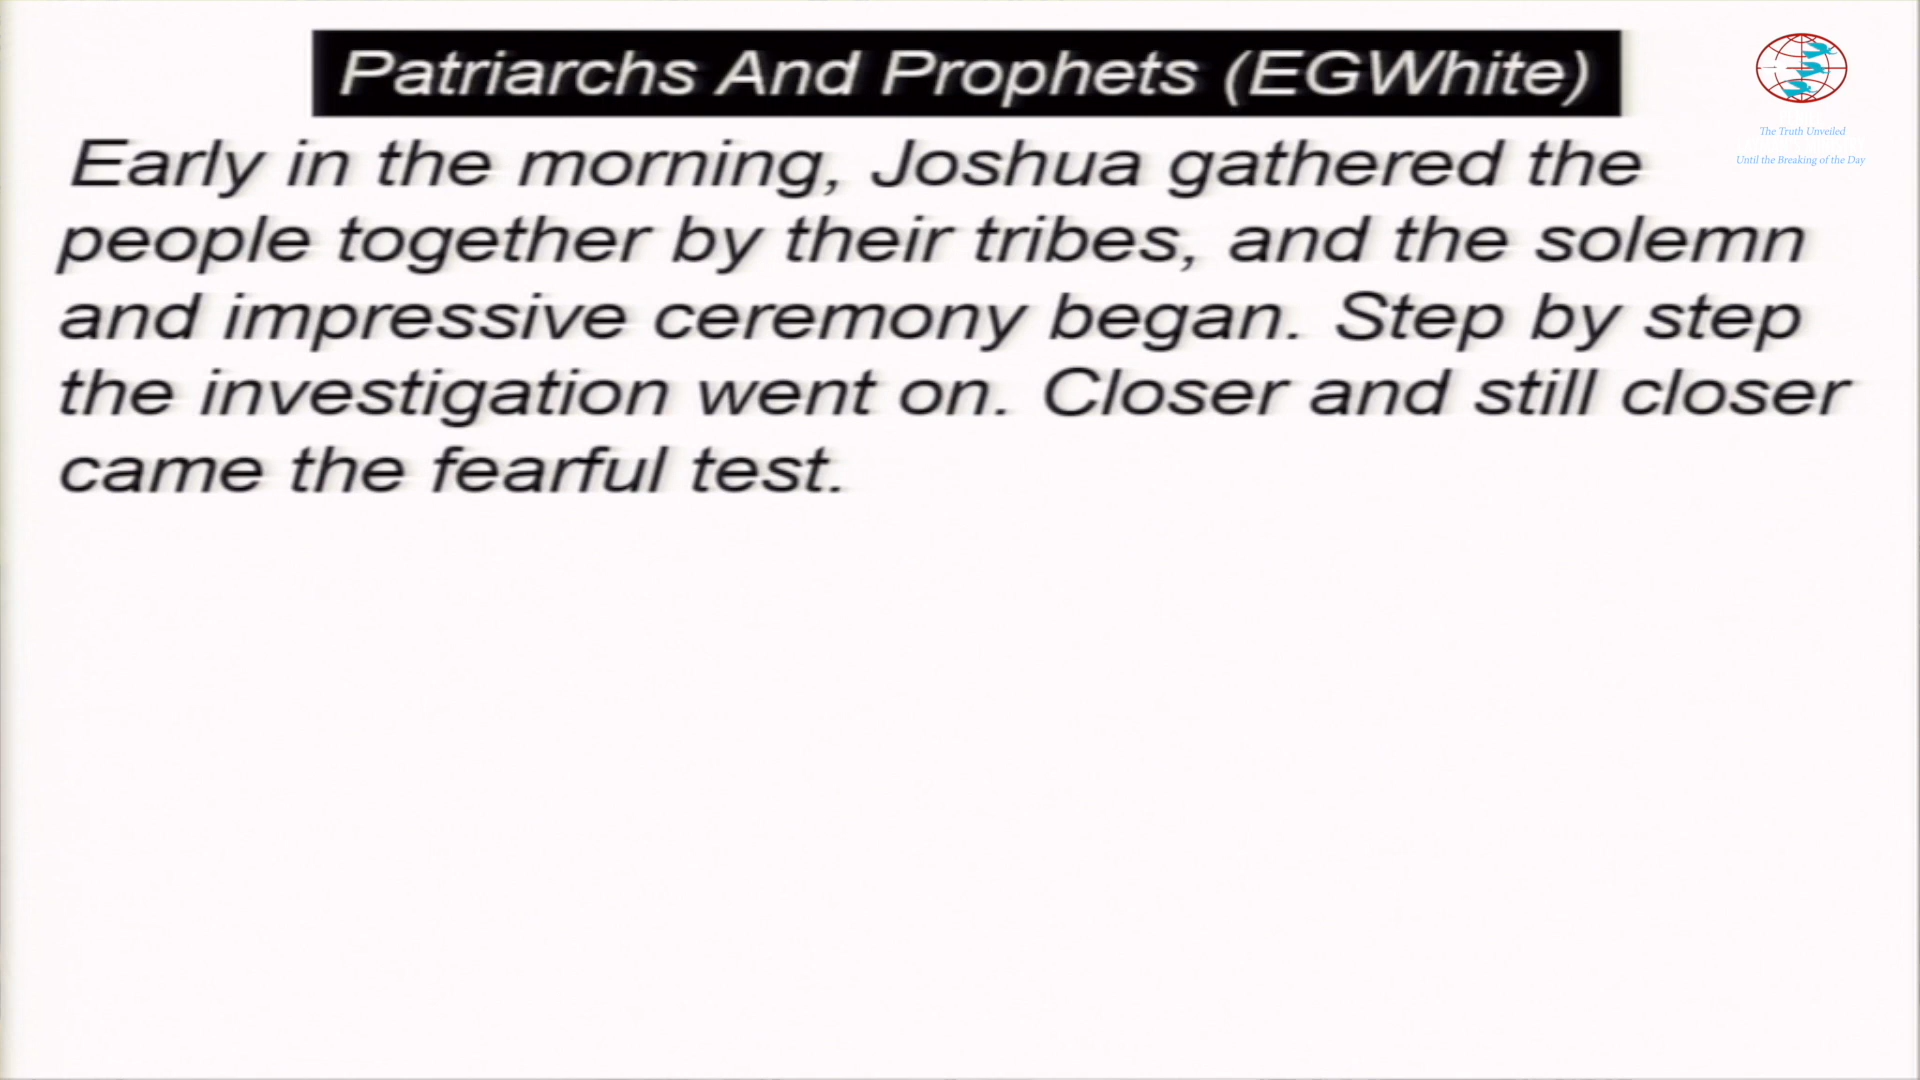 Patriarchs And Prophets (EGWhite)
The Truth Unveiled
Until the Breaking of the Day
Early in the morning, Joshua gathered the
people together by their tribes, and the solemn
and impressive ceremony began. Step by step
the investigation went on. Closer and still closer
came the fearful test.